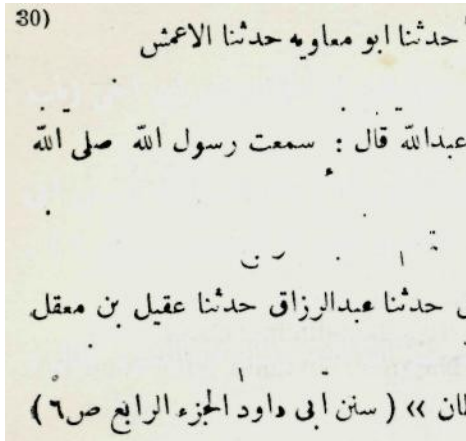 30)
حدثنا ابو معاويه حدثنا الاعمش
عبدالله قال : سمعت رسول الله صلى الله
حدثنا عبدالرزاق حدثنا عقيل بن معقل
» ( سنن ابى داود الجزء الرابع ص٦ )